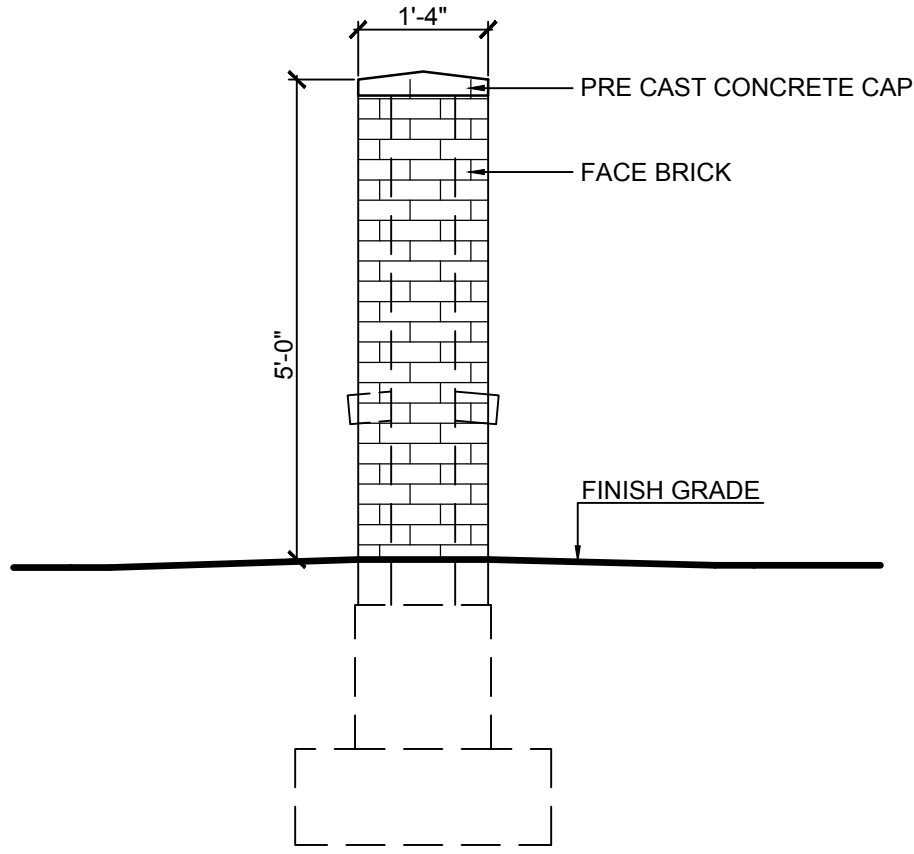 1'-4"
PRE CAST CONCRETE CAP
FACE BRICK
5'-0"
FINISH GRADE